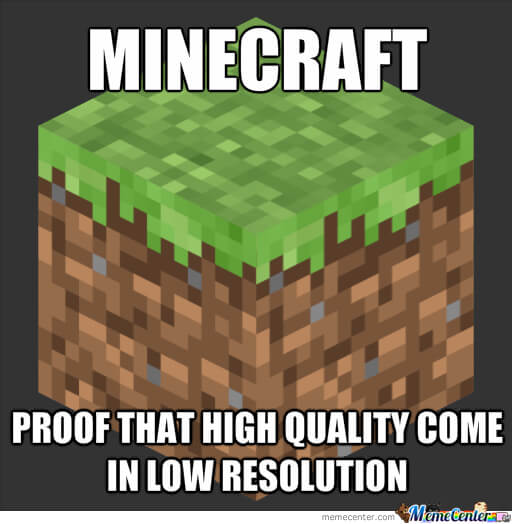 MINECRAFT
PROOF THAT HIGH QUALITY COME
IN LOW RESOLUTION
memecenter.com MemeCenter